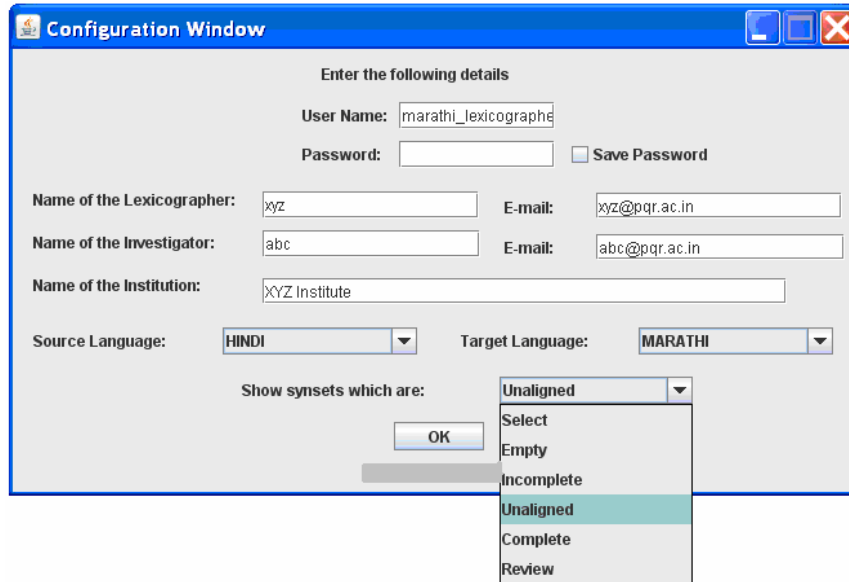 Configuration Window
Enter the following details
User Name: marathi_lexicographe
Password: Save Password
Name of the Lexicographer: xyz E-mail: xyz@pqr.ac.in
Name of the Investigator: abc E-mail: abc@pqr.ac.in
Name of the Institution: XYZ Institute
Source Language: HINDI Target Language: MARATHI
Show synsets which are: Unaligned
Select
OK
Empty
Incomplete
Unaligned
Complete
Review